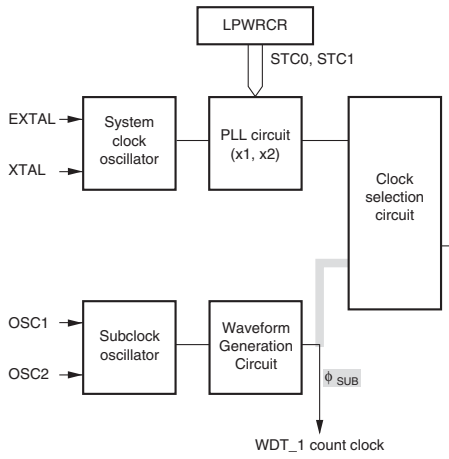 LPWRCR
STC0, STC1
EXTAL
XTAL
System
clock
oscillator
PLL circuit
(x1, x2)
Clock
selection
circuit
OSC1
OSC2
Subclock
oscillator
Waveform
Generation
Circuit
ϕ SUB
WDT_1 count clock